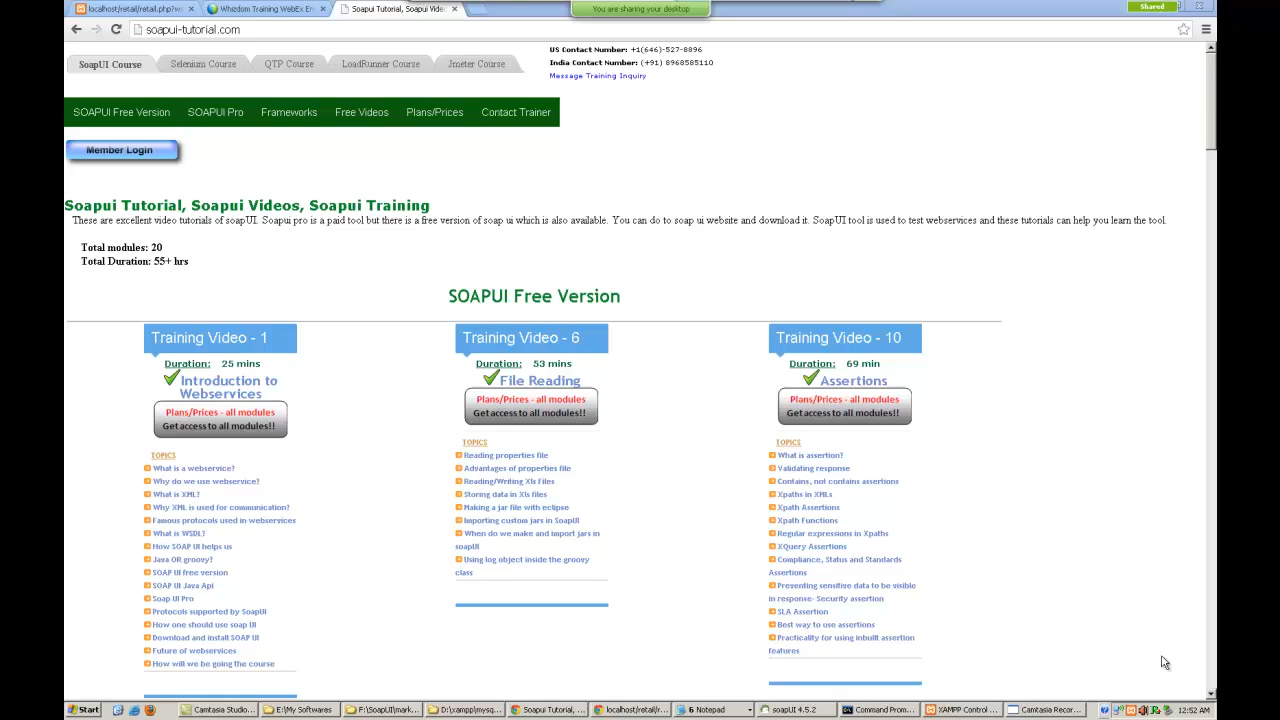 localhost/retail/retail.php?w
Whizdom Training WebEx En
Soapui Tutorial, Soapui Video
You are sharing your desktop
Shared
soapui-tutorial.com
US Contact Number: +1(646)-527-8896
India Contact Number: (+91) 8968585110
Message Training Inquiry
SoapUI Course
Selenium Course
QTP Course
LoadRunner Course
Jmeter Course
SOAPUI Free Version
SOAPUI Pro
Frameworks
Free Videos
Plans/Prices
Contact Trainer
Member Login
Soapui Tutorial, Soapui Videos, Soapui Training
These are excellent video tutorials of soapUI. Soapui pro is a paid tool but there is a free version of soap ui which is also available. You can do to soap ui website and download it. SoapUI tool is used to test webservices and these tutorials can help you learn the tool.
Total modules: 20
Total Duration: 55+ hrs
SOAPUI Free Version
Training Video - 1
Duration: 25 mins
Introduction to
Webservices
Plans/Prices - all modules
Get access to all modules!!
TOPICS
What is a webservice?
Why do we use webservice?
What is XML?
Why XML is used for communication?
Famous protocols used in webservices
What is WSDL?
How SOAP UI helps us
Java OR groovy?
SOAP UI free version
SOAP UI Java Api
Soap UI Pro
Protocols supported by SoapUI
How one should use soap UI
Download and install SOAP UI
Future of webservices
How will we be going the course
Training Video - 6
Duration: 53 mins
File Reading
Plans/Prices - all modules
Get access to all modules!!
TOPICS
Reading properties file
Advantages of properties file
Reading/Writing Xls files
Storing data in Xls files
Making a jar file with eclipse
Importing custom jars in SoapUI
When do we make and import jars in
soapUI
Using log object inside the groovy
class
Training Video - 10
Duration: 69 min
Assertions
Plans/Prices - all modules
Get access to all modules!!
TOPICS
What is assertion?
Validating response
Contains, not contains assertions
Xpaths in XMLs
Xpath Assertions
Xpath Functions
Regular expressions in Xpaths
XQuery Assertions
Compliance, Status and Standards
Assertions
Preventing sensitive data to be visible
in response- Security assertion
SLA Assertion
Best way to use assertions
Practicality for using inbuilt assertion
features
Start
Camtasia Studio...
E:\My Softwares
F:\SoapUI\mark...
D:\xampp\mysq...
Soapui Tutorial, ...
localhost/retail/r...
6 Notepad
soapUI 4.5.2
Command Prom...
XAMPP Control ...
Camtasia Recor...
12:52 AM